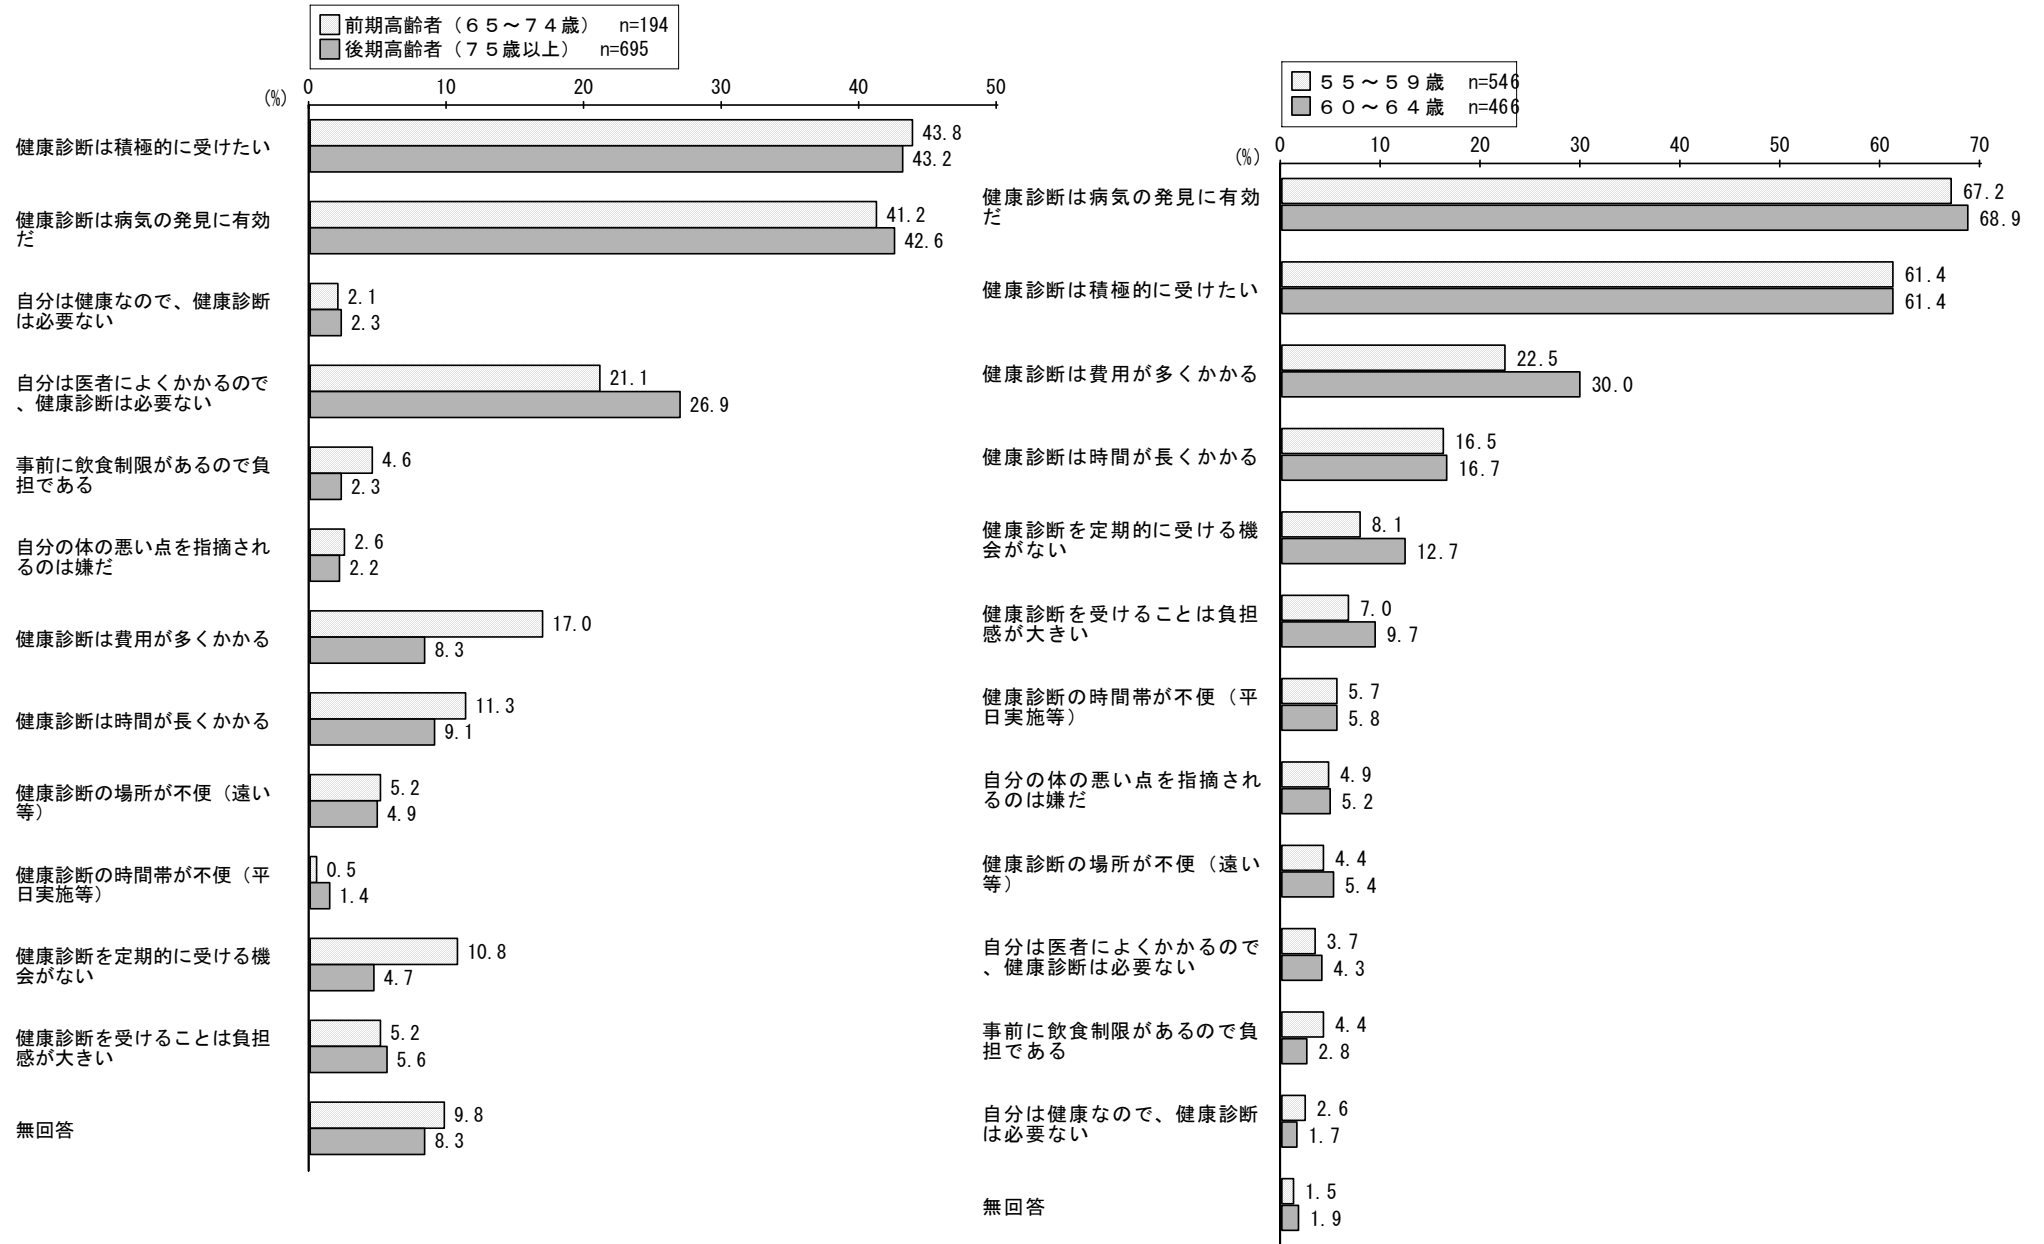 前期高齢者（６５～７４歳） n=194
後期高齢者（７５歳以上） n=695
(%)
0 10 20 30 40 50
健康診断は積極的に受けたい
43.8
43.2
健康診断は病気の発見に有効
だ
41.2
42.6
自分は健康なので、健康診断
は必要ない
2.1
2.3
自分は医者によくかかるので
、健康診断は必要ない
21.1
26.9
事前に飲食制限があるので負
担である
4.6
2.3
自分の体の悪い点を指摘され
るのは嫌だ
2.6
2.2
健康診断は費用が多くかかる
17.0
8.3
健康診断は時間が長くかかる
11.3
9.1
健康診断の場所が不便（遠い
等）
5.2
4.9
健康診断の時間帯が不便（平
日実施等）
0.5
1.4
健康診断を定期的に受ける機
会がない
10.8
4.7
健康診断を受けることは負担
感が大きい
5.2
5.6
無回答
9.8
8.3
５５～５９歳 n=546
６０～６４歳 n=466
(%)
0 10 20 30 40 50 60 70
健康診断は病気の発見に有効
だ
67.2
68.9
健康診断は積極的に受けたい
61.4
61.4
健康診断は費用が多くかかる
22.5
30.0
健康診断は時間が長くかかる
16.5
16.7
健康診断を定期的に受ける機
会がない
8.1
12.7
健康診断を受けることは負担
感が大きい
7.0
9.7
健康診断の時間帯が不便（平
日実施等）
5.7
5.8
自分の体の悪い点を指摘され
るのは嫌だ
4.9
5.2
健康診断の場所が不便（遠い
等）
4.4
5.4
自分は医者によくかかるので
、健康診断は必要ない
3.7
4.3
事前に飲食制限があるので負
担である
4.4
2.8
自分は健康なので、健康診断
は必要ない
2.6
1.7
無回答
1.5
1.9